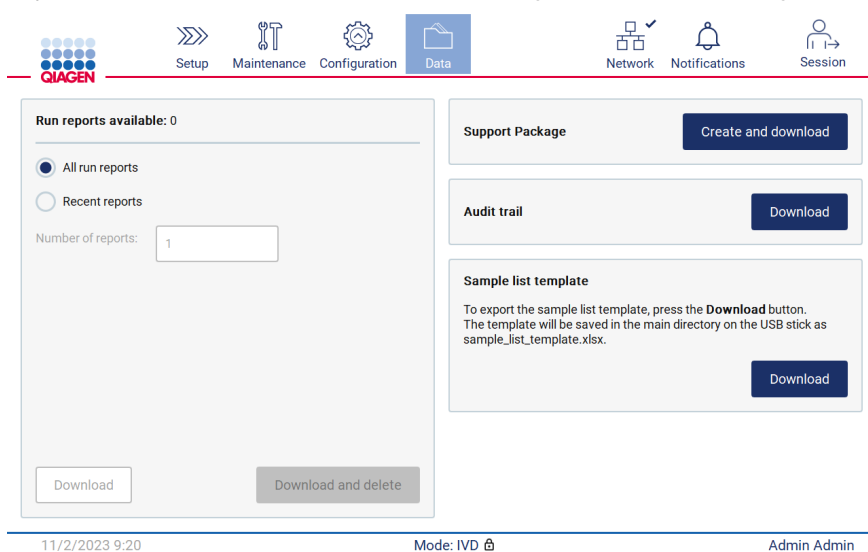 QIAGEN
Setup
Maintenance
Configuration
Data
Network
Notifications
Session
Run reports available: 0
All run reports
Recent reports
Number of reports:
1
Download
Download and delete
Support Package
Create and download
Audit trail
Download
Sample list template
To export the sample list template, press the Download button.
The template will be saved in the main directory on the USB stick as
sample_list_template.xlsx.
Download
11/2/2023 9:20
Mode: IVD
Admin Admin